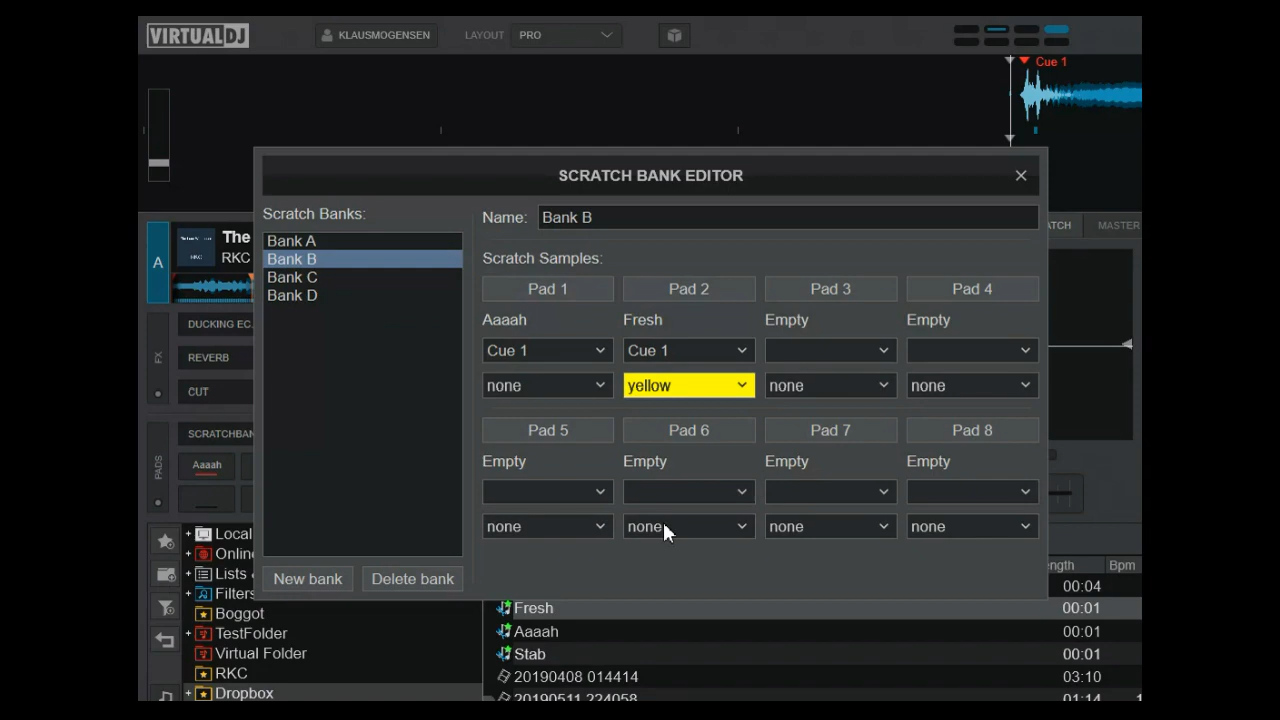 VIRTUALDJ
KLAUSMOGENSEN
LAYOUT
PRO
Cue 1
SCRATCH BANK EDITOR
Scratch Banks:
Name:
Bank B
Bank A
Bank B
Bank C
Bank D
Scratch Samples:
Pad 1
Pad 2
Pad 3
Pad 4
Aaaah
Fresh
Empty
Empty
Cue 1
Cue 1
none
yellow
none
none
Pad 5
Pad 6
Pad 7
Pad 8
Empty
Empty
Empty
Empty
none
none
none
none
New bank
Delete bank
A
The
RKC
MASTER
FX
DUCKING EC.
REVERB
CUT
PADS
SCRATCHBAN
Aaaah
Local
Online
Lists &
Filters
Boggot
TestFolder
Virtual Folder
RKC
Dropbox
ength
Bpm
00:04
Fresh
00:01
Aaaah
00:01
Stab
00:01
20190408 014414
03:10
20190511 224058
01:14
1